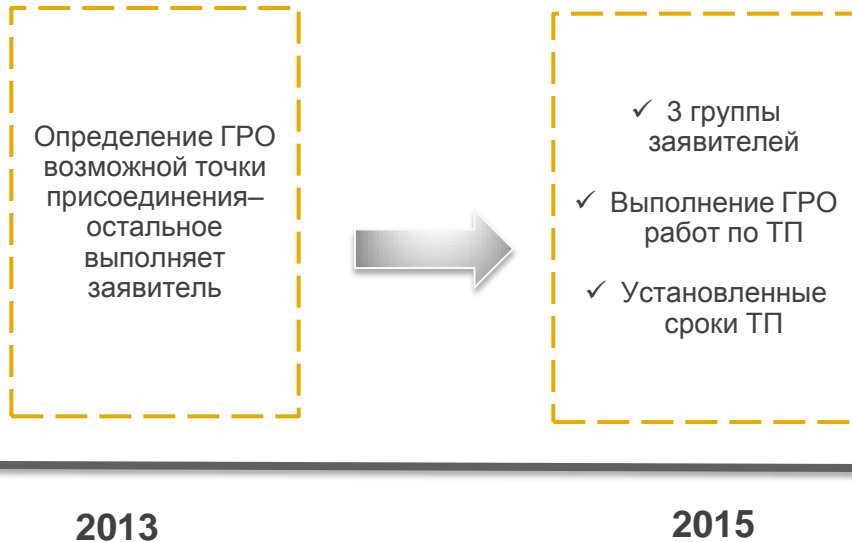 Определение ГРО
возможной точки
присоединения–
остальное
выполняет
заявитель
✓ 3 группы
заявителей
✓ Выполнение ГРО
работ по ТП
✓ Установленные
сроки ТП
2013
2015